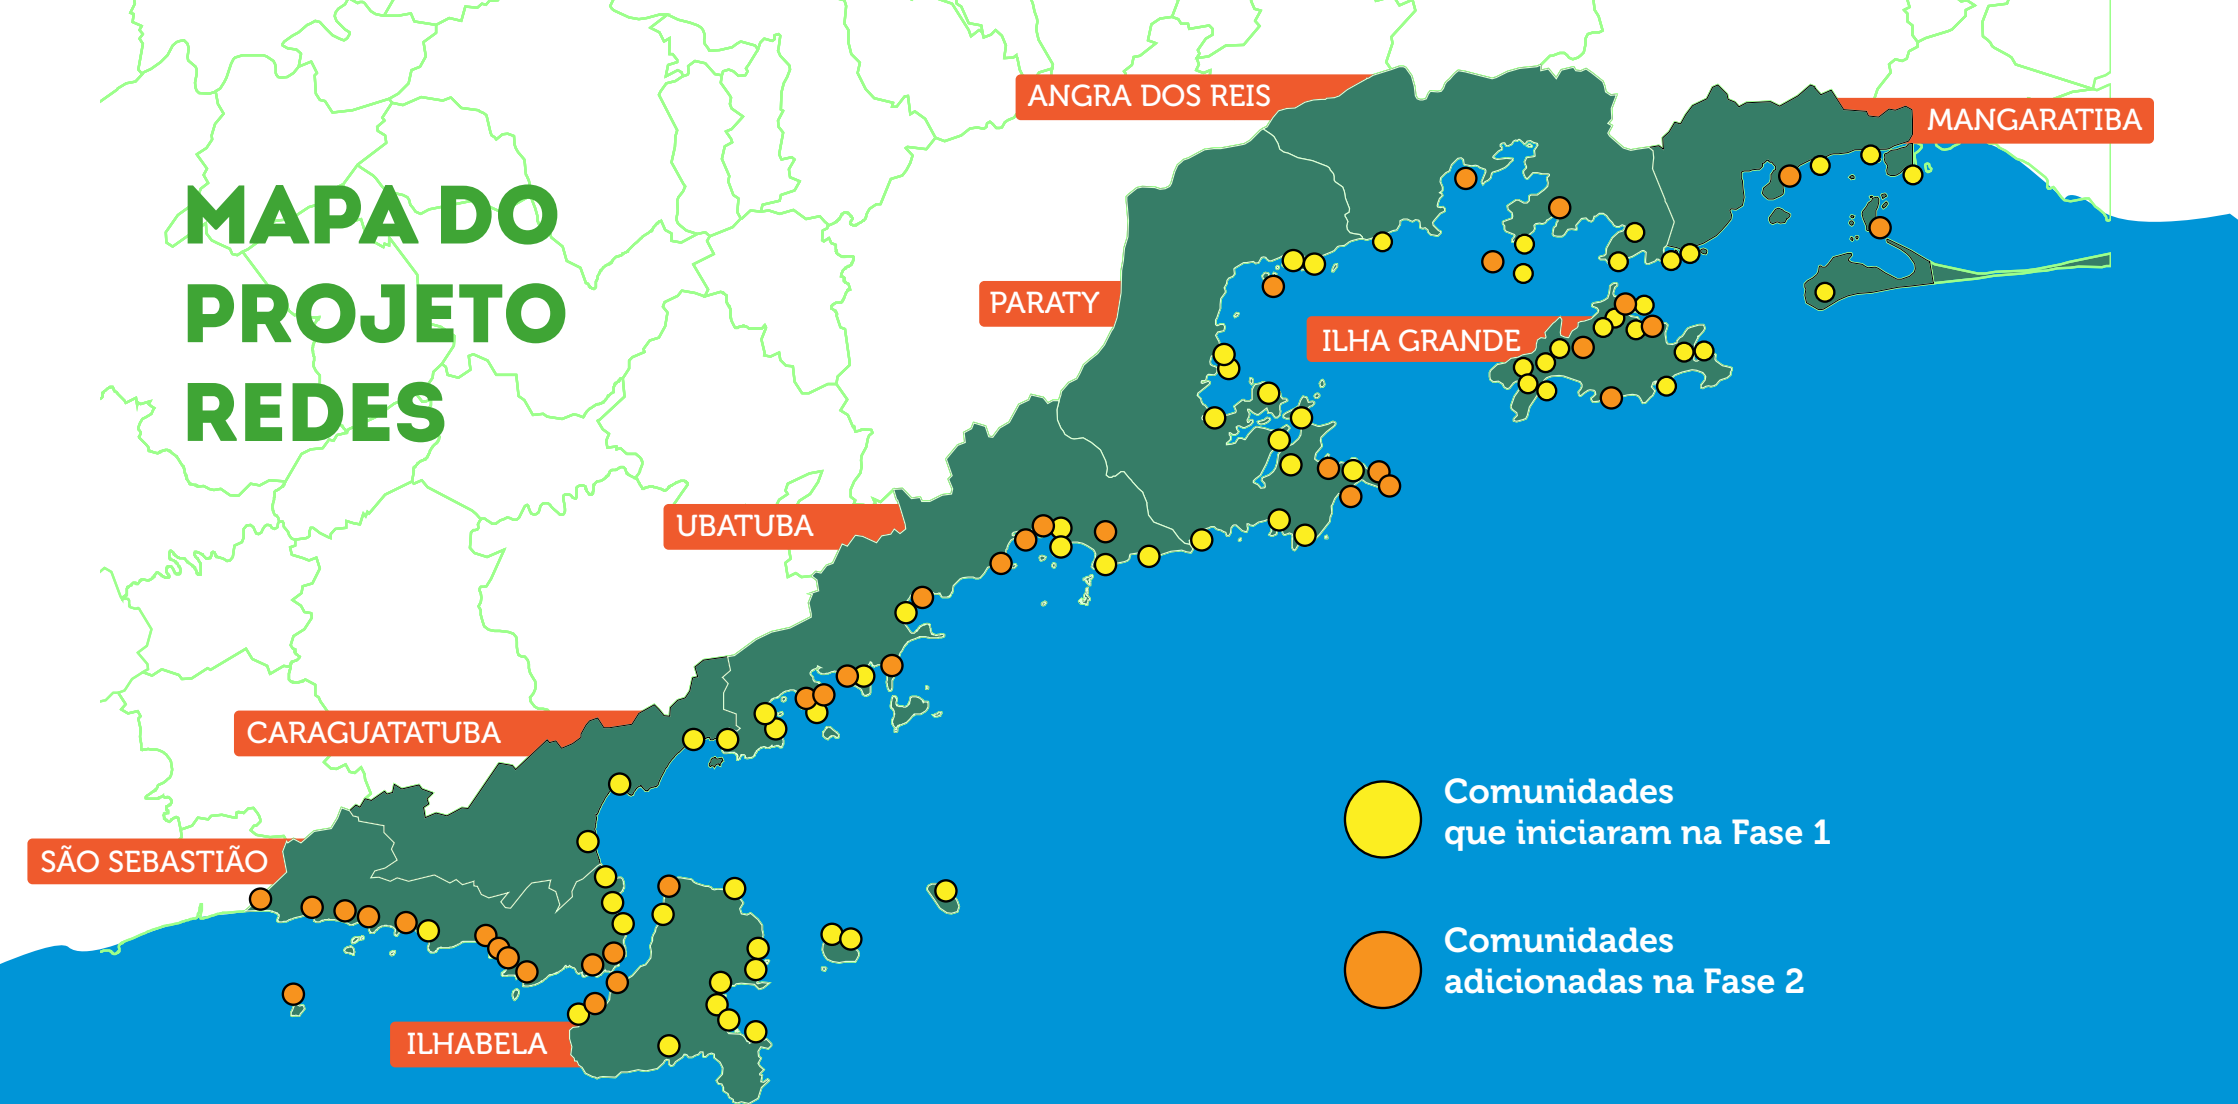 MAPA DO
PROJETO
REDES
ANGRA DOS REIS
MANGARATIBA
PARATY
ILHA GRANDE
UBATUBA
CARAGUATATUBA
SÃO SEBASTIÃO
ILHABELA
Comunidades
que iniciaram na Fase 1
Comunidades
adicionadas na Fase 2